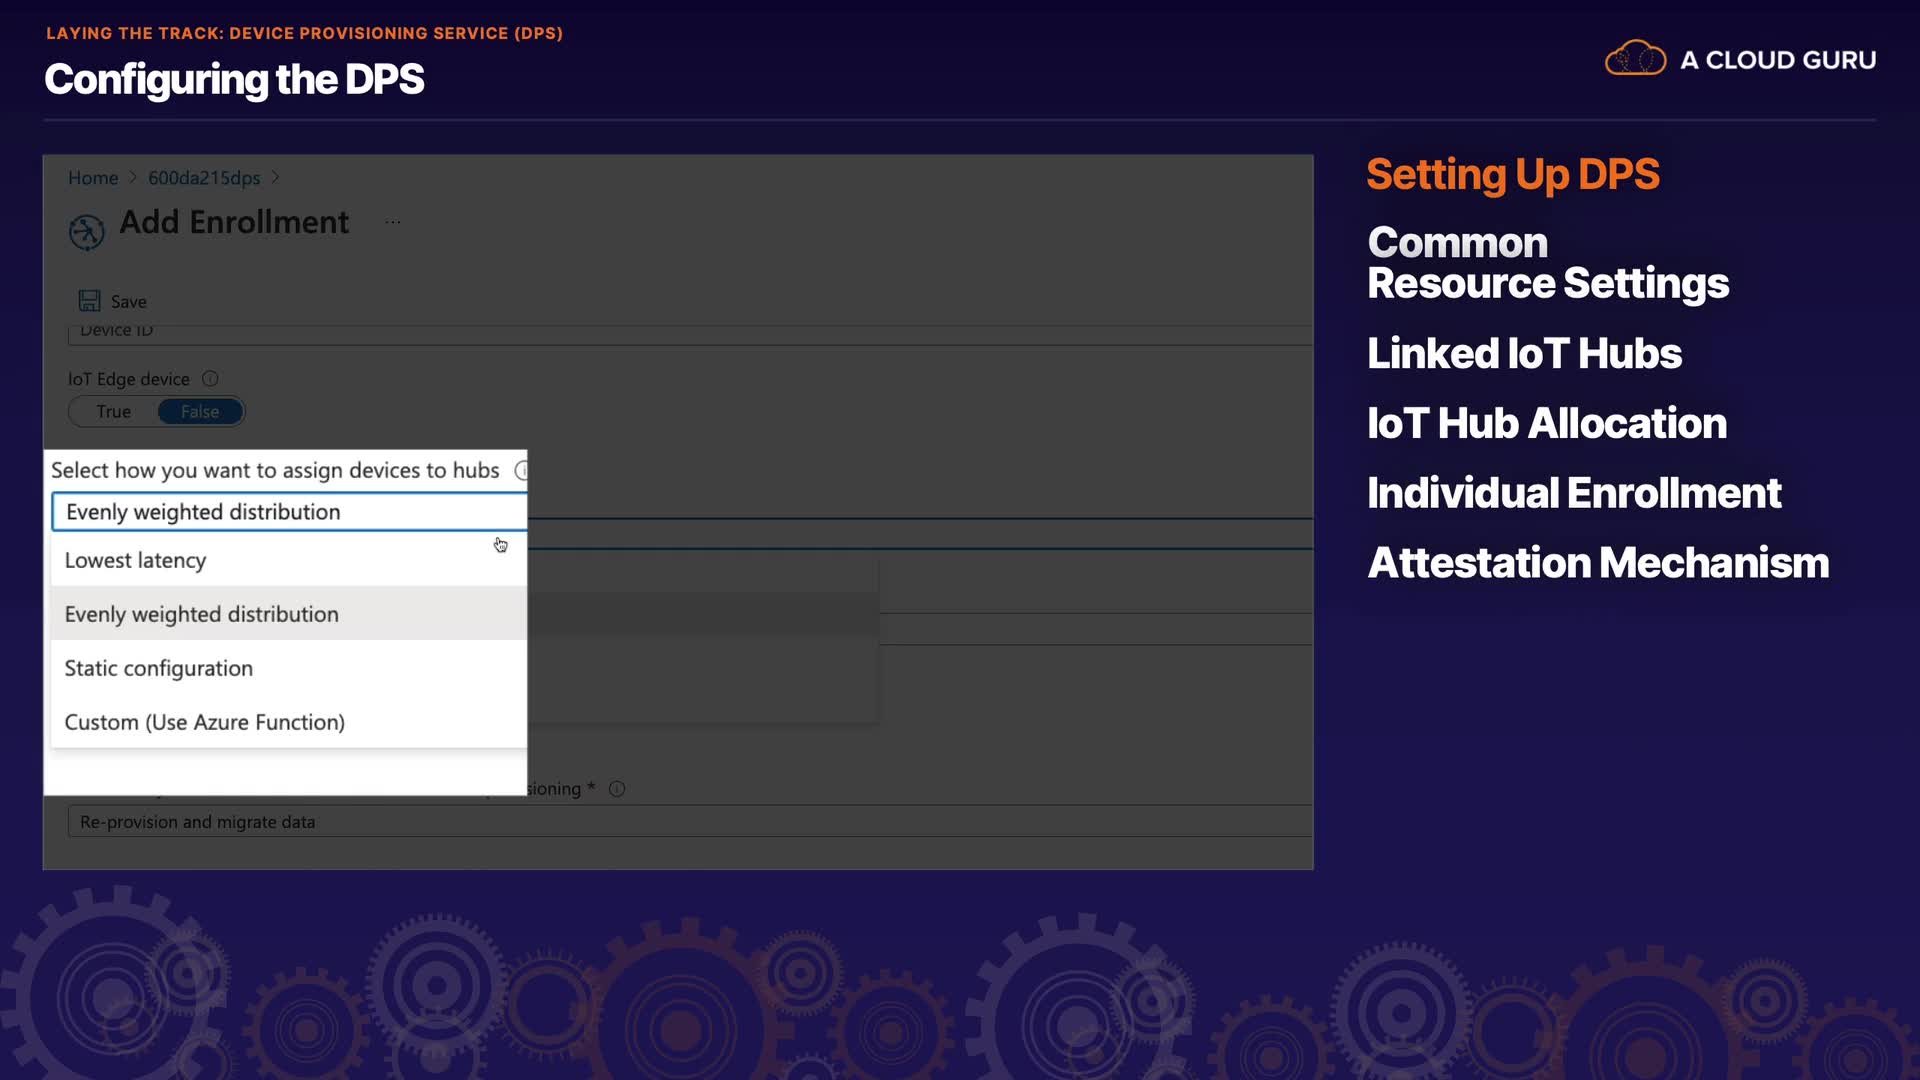 LAYING THE TRACK: DEVICE PROVISIONING SERVICE (DPS)
Configuring the DPS
A CLOUD GURU
Home > 600da215dps >
Add Enrollment ...
Save
Device ID
IoT Edge device
True False
Select how you want to assign devices to hubs
Evenly weighted distribution
Lowest latency
Evenly weighted distribution
Static configuration
Custom (Use Azure Function)
Re-provision and migrate data
Setting Up DPS
Common
Resource Settings
Linked IoT Hubs
IoT Hub Allocation
Individual Enrollment
Attestation Mechanism